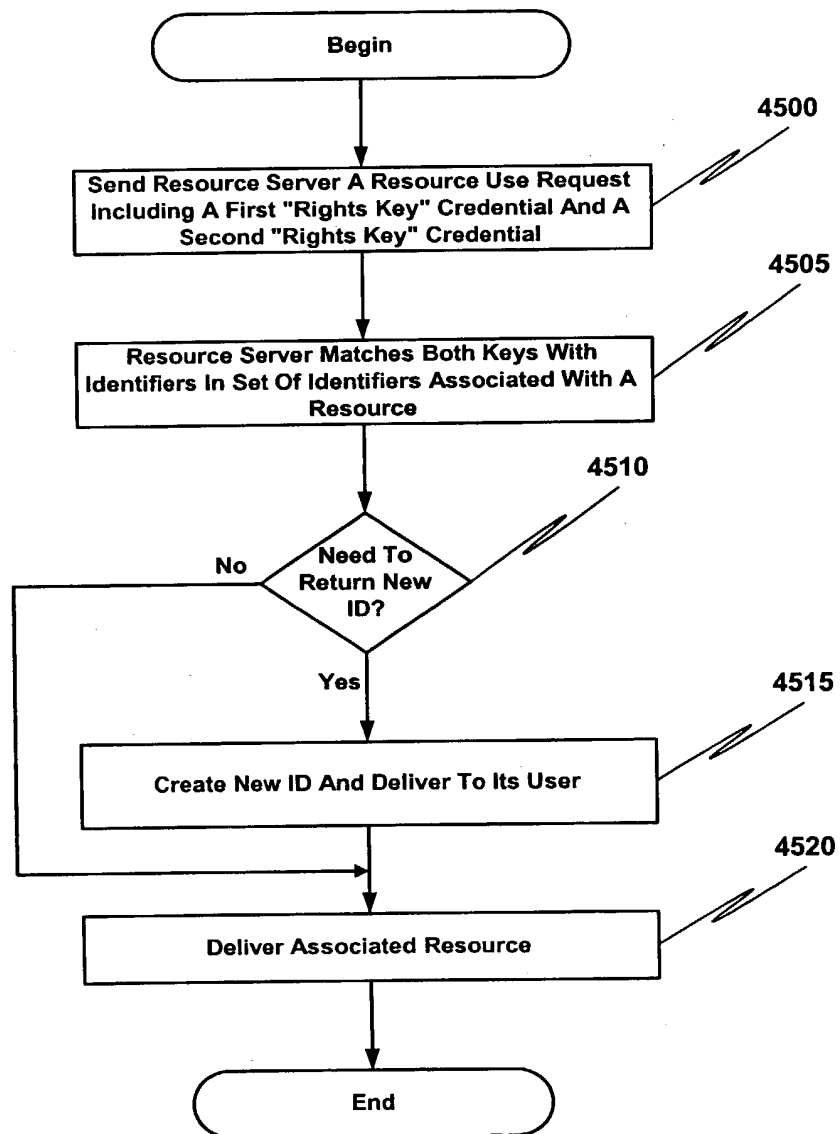 Begin
4500
Send Resource Server A Resource Use Request
Including A First "Rights Key" Credential And A
Second "Rights Key" Credential
4505
Resource Server Matches Both Keys With
Identifiers In Set Of Identifiers Associated With A
Resource
4510
No
Need To
Return New
ID?
Yes
4515
Create New ID And Deliver To Its User
4520
Deliver Associated Resource
End